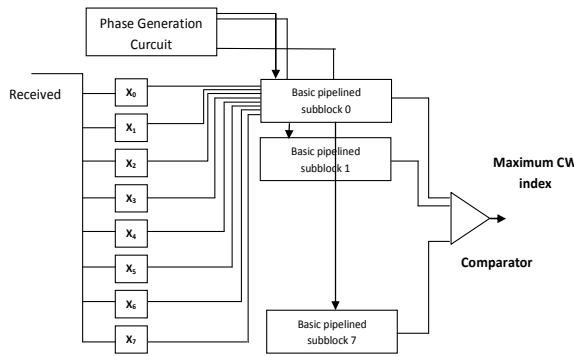 Phase Generation
Curcuit
Received
X0
X1
X2
X3
X4
X5
X6
X7
Basic pipelined
subblock 0
Basic pipelined
subblock 1
Basic pipelined
subblock 7
Maximum CW
index
Comparator